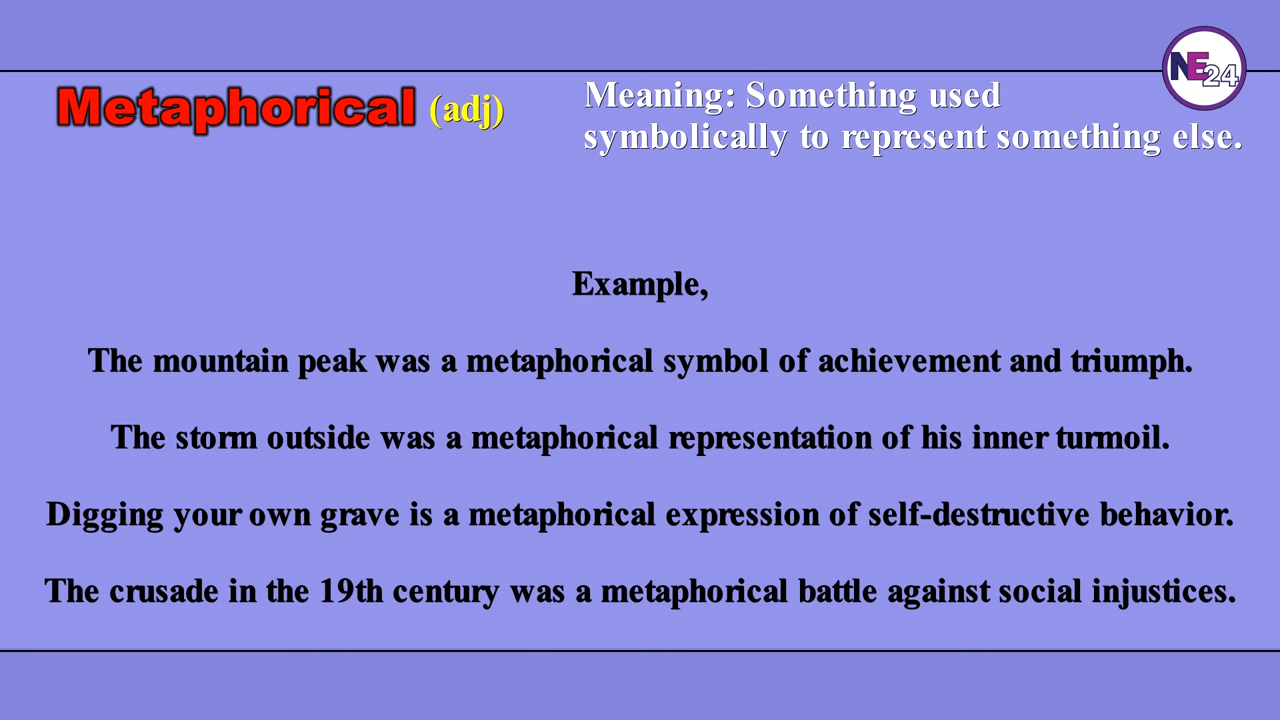 NE24
Metaphorical (adj)
Meaning: Something used
symbolically to represent something else.
Example,
The mountain peak was a metaphorical symbol of achievement and triumph.
The storm outside was a metaphorical representation of his inner turmoil.
Digging your own grave is a metaphorical expression of self-destructive behavior.
The crusade in the 19th century was a metaphorical battle against social injustices.